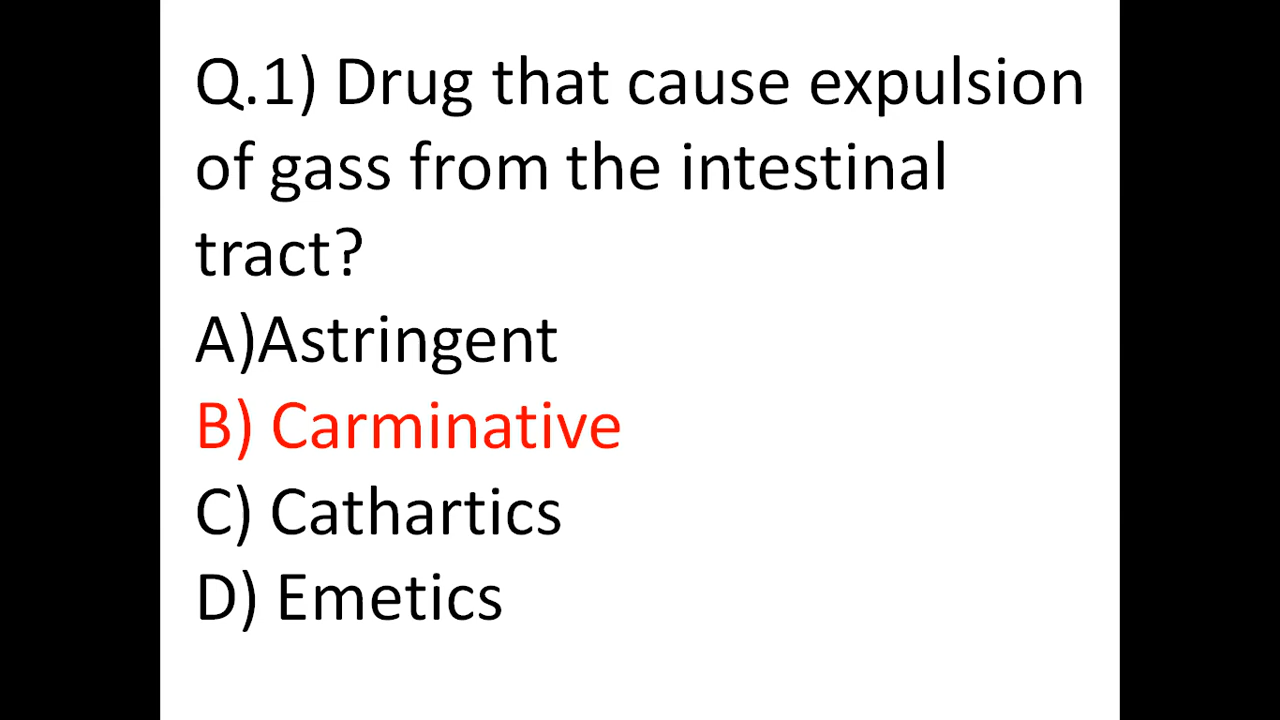 Q.1) Drug that cause expulsion
of gass from the intestinal
tract?
A)Astringent
B) Carminative
C) Cathartics
D) Emetics